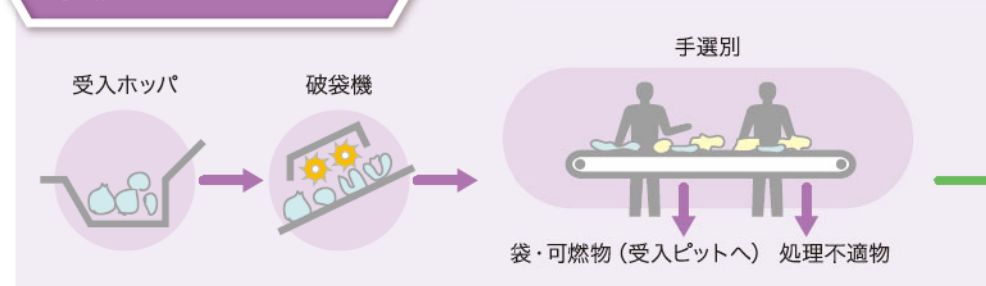 受入ホッパ
破袋機
手選別
袋・可燃物（受入ピットへ）
処理不適物